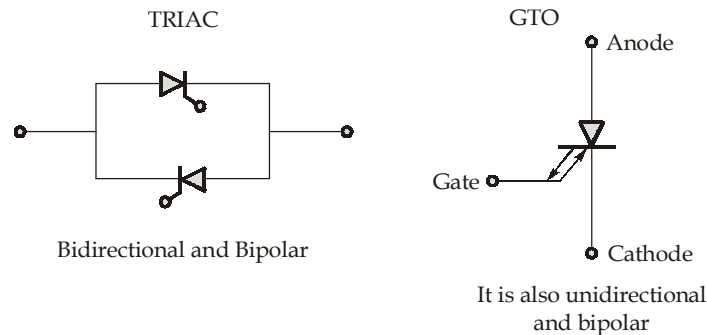 TRIAC
Bidirectional and Bipolar
GTO
Anode
Gate
Cathode
It is also unidirectional
and bipolar